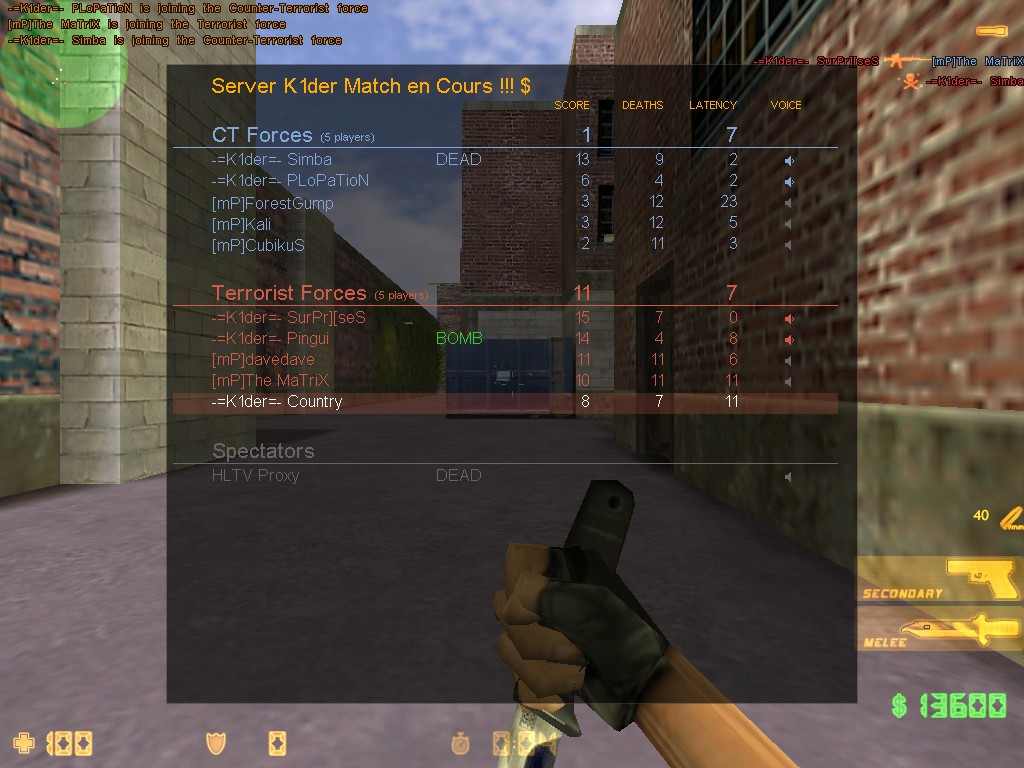 -=K1der=- PLoPaTioN is joining the Counter-Terrorist force
[mP]The MaTriX is joining the Terrorist force
-=K1der=- Simba is joining the Counter-Terrorist force
-=K1der=- SurPr][seS [mP]The MaTriX
-=K1der=- Simba
Server K1der Match en Cours !!! $
SCORE DEATHS LATENCY VOICE
CT Forces (5 players) 1 7
-=K1der=- Simba DEAD 13 9 2
-=K1der=- PLoPaTioN 6 4 2
[mP]ForestGump 3 12 23
[mP]Kali 3 12 5
[mP]CubikuS 2 11 3
Terrorist Forces (5 players) 11 7
-=K1der=- SurPr][seS 15 7 0
-=K1der=- Pingui BOMB 14 4 8
[mP]davedave 11 11 6
[mP]The MaTriX 10 11 11
-=K1der=- Country 8 7 11
Spectators
HLTV Proxy DEAD
40
9mm
SECONDARY
MELEE
$ 13600
100 0